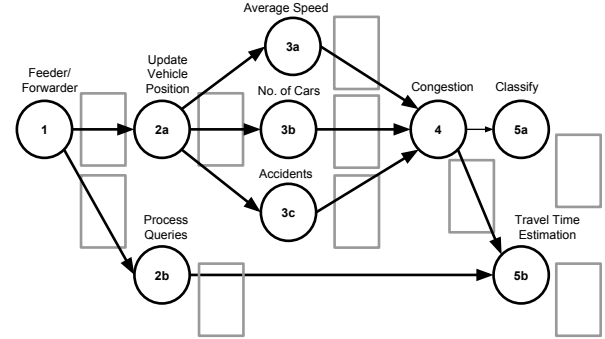 Average Speed
3a
Feeder/
Forwarder
1
Update
Vehicle
Position
2a
No. of Cars
3b
Congestion
4
Classify
5a
Accidents
3c
Process
Queries
2b
Travel Time
Estimation
5b